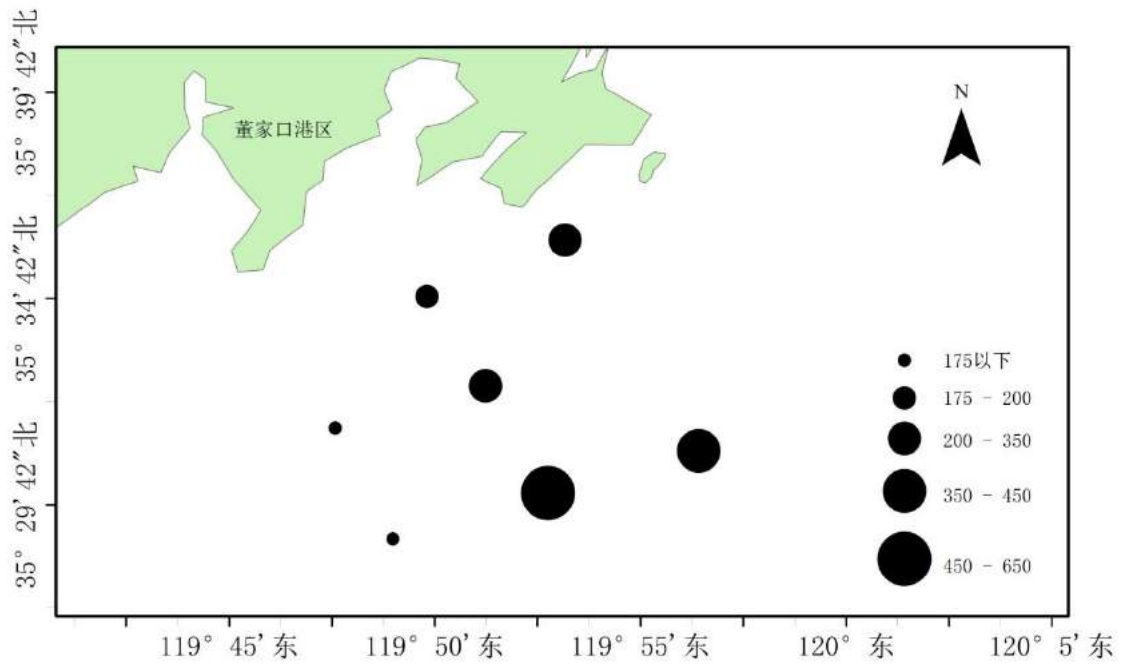 35° 39′ 42″北
35° 34′ 42″北
35° 29′ 42″北
董家口港区
N
175以下
175 - 200
200 - 350
350 - 450
450 - 650
119° 45′东
119° 50′东
119° 55′东
120° 东
120° 5′东